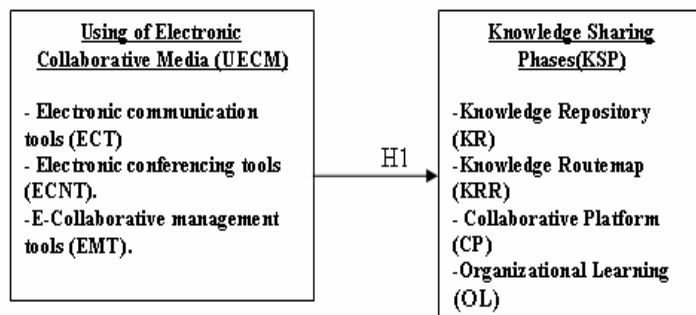 Using of Electronic
Collaborative Media (UECM)
- Electronic communication
tools (ECT)
- Electronic conferencing tools
(ECNT).
-E-Collaborative management
tools (EMT).
H1
Knowledge Sharing
Phases(KSP)
-Knowledge Repository
(KR)
-Knowledge Routemap
(KRR)
- Collaborative Platform
(CP)
-Organizational Learning
(OL)